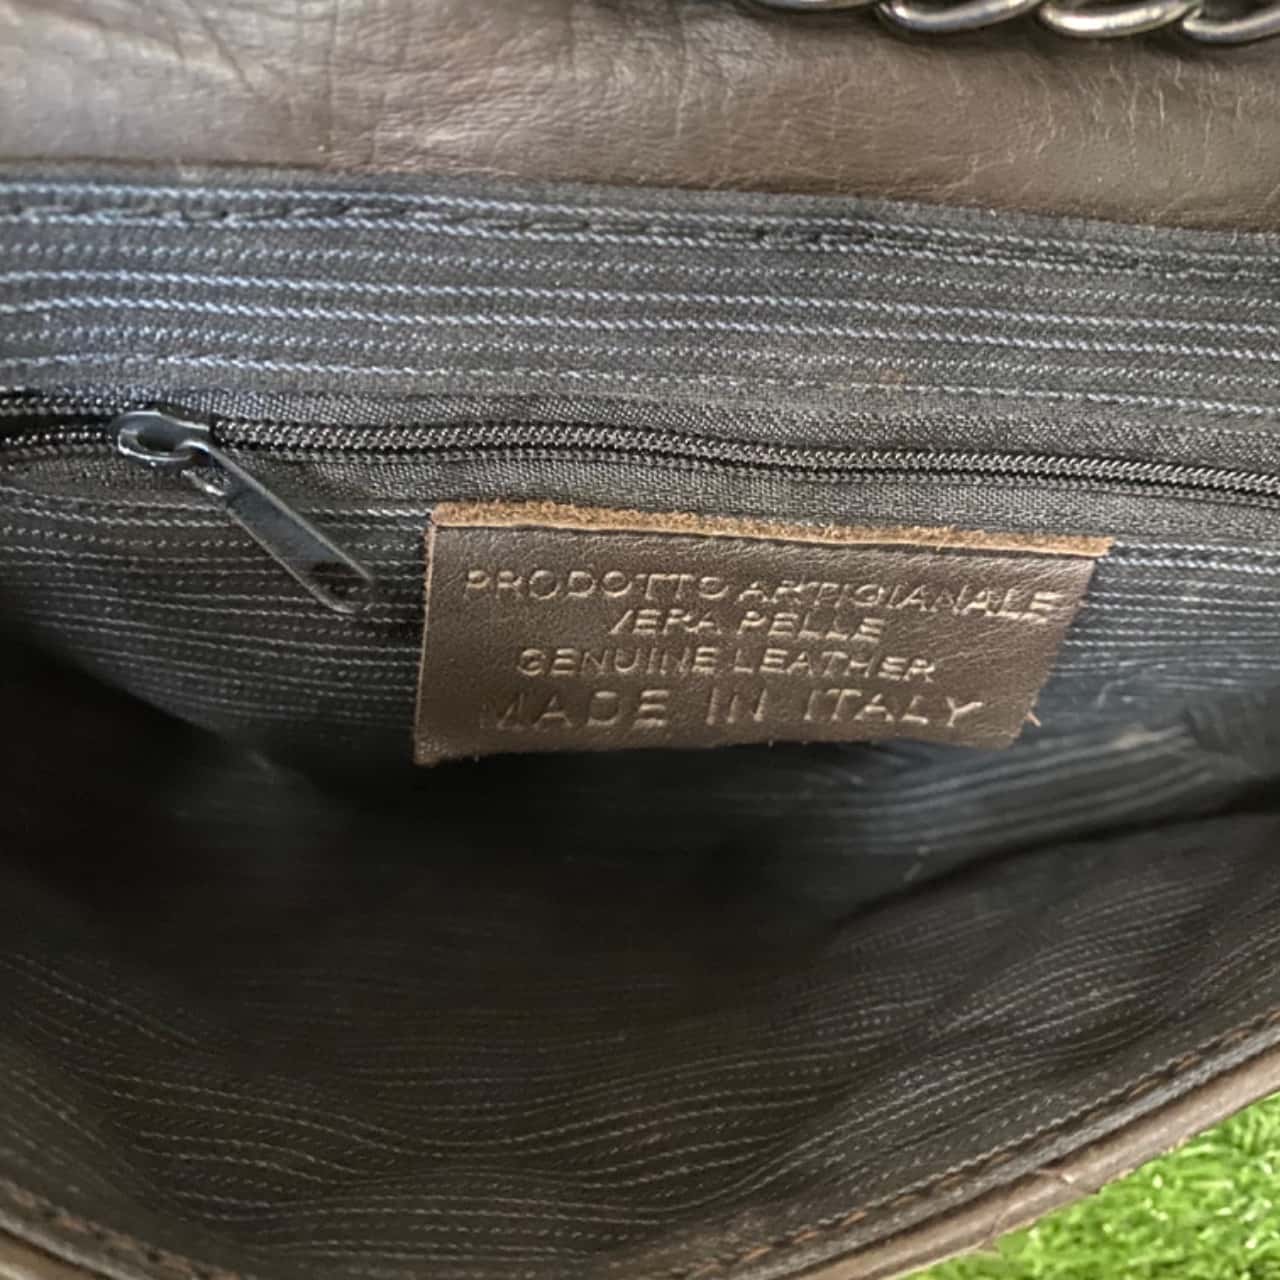 PRODOTTO ARTIGIANALE
VERA PELLE
GENUINE LEATHER
MADE IN ITALY